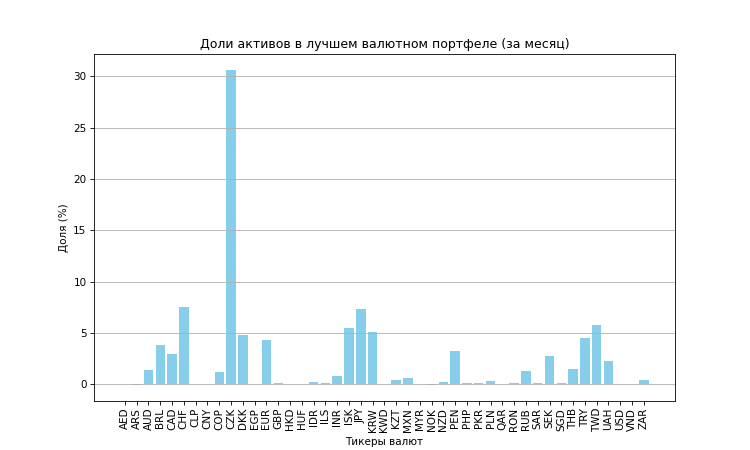 Доли активов в лучшем валютном портфеле (за месяц)
Доля (%)
30
25
20
15
10
5
0
AED ARS AUD BRL CAD CHF CLP CNY COP CZK DKK EGP EUR GBP HKD HUF IDR ILS INR ISK JPY KRW KWD KZT MXN MYR NOK NZD PEN PHP PKR PLN QAR RON RUB SAR SEK SGD THB TRY TWD UAH USD VND ZAR
Тикеры валют